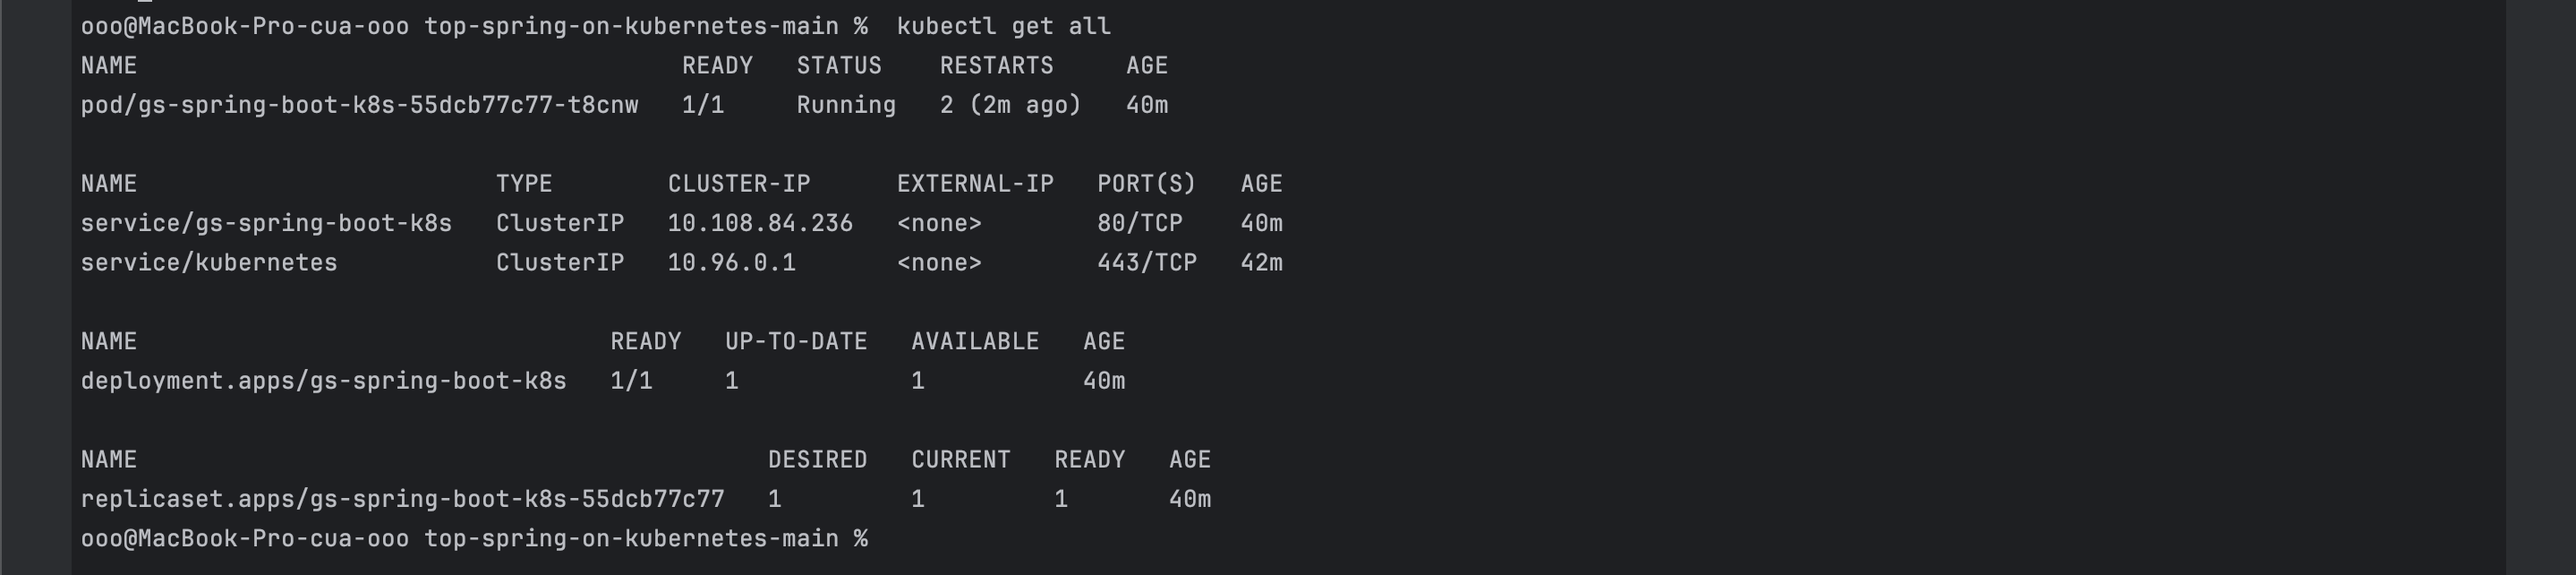 ooo@MacBook-Pro-cua-ooo top-spring-on-kubernetes-main %  kubectl get all
NAME                                      READY   STATUS    RESTARTS     AGE
pod/gs-spring-boot-k8s-55dcb77c77-t8cnw   1/1     Running   2 (2m ago)   40m
NAME                         TYPE        CLUSTER-IP      EXTERNAL-IP   PORT(S)   AGE
service/gs-spring-boot-k8s   ClusterIP   10.108.84.236   <none>        80/TCP    40m
service/kubernetes           ClusterIP   10.96.0.1       <none>        443/TCP   42m
NAME                                 READY   UP-TO-DATE   AVAILABLE   AGE
deployment.apps/gs-spring-boot-k8s   1/1     1            1           40m
NAME                                            DESIRED   CURRENT   READY   AGE
replicaset.apps/gs-spring-boot-k8s-55dcb77c77   1         1         1       40m
ooo@MacBook-Pro-cua-ooo top-spring-on-kubernetes-main %